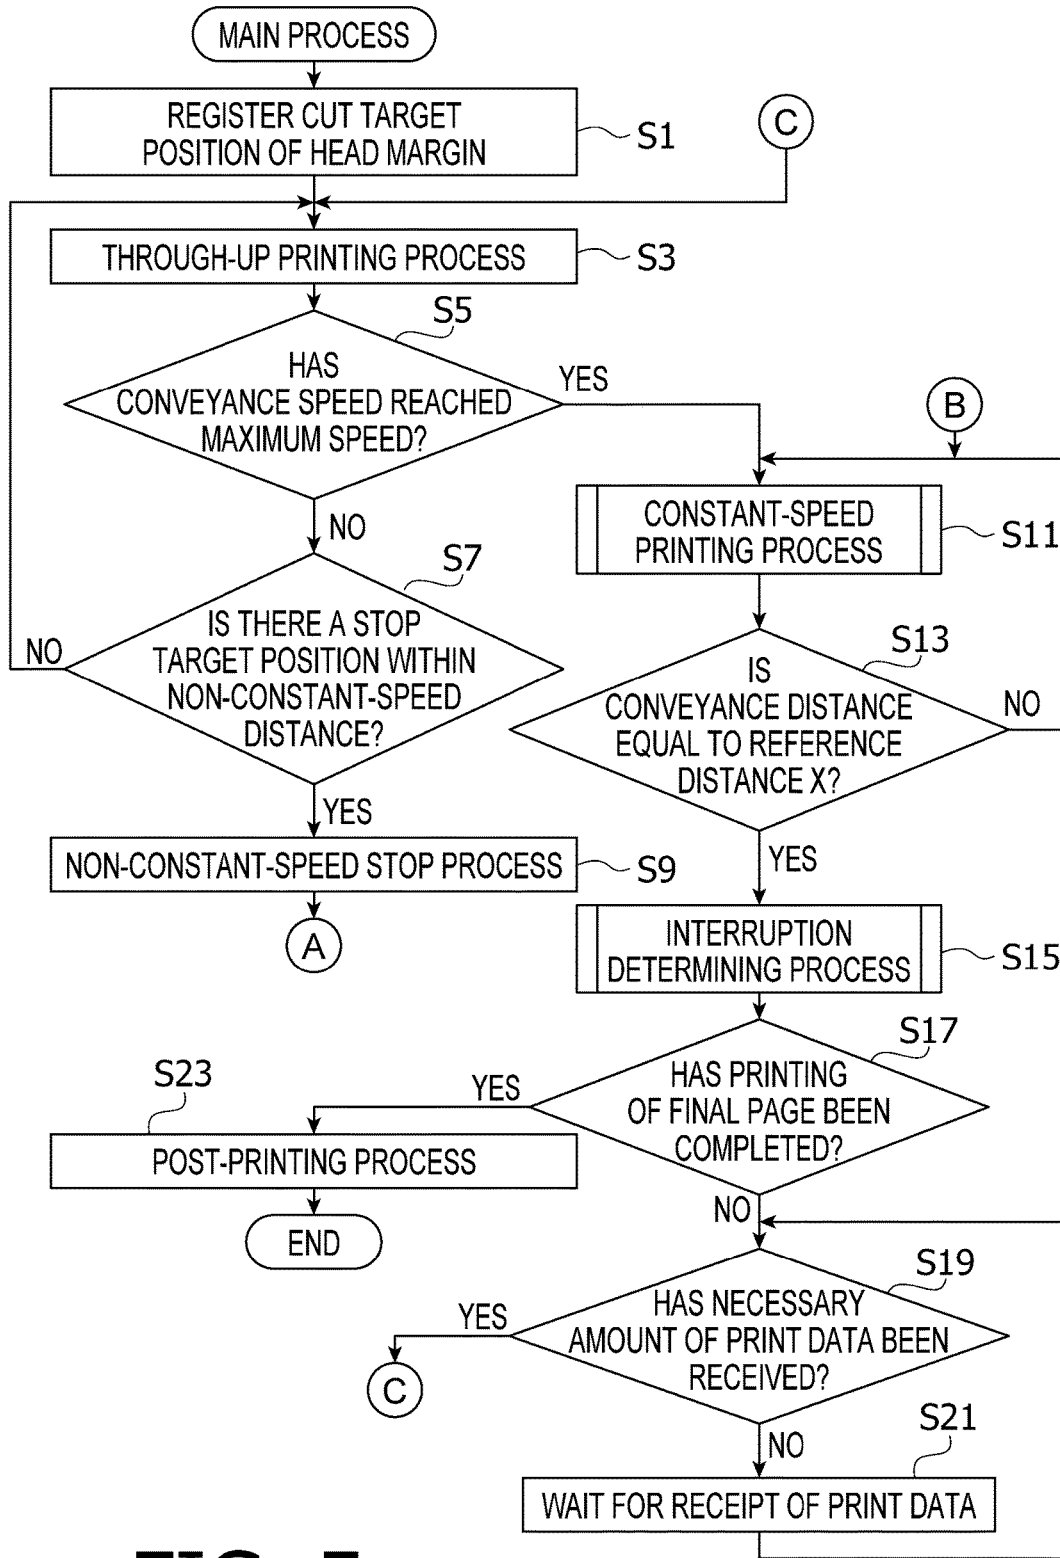 MAIN PROCESS
REGISTER CUT TARGET
POSITION OF HEAD MARGIN
S1
C
THROUGH-UP PRINTING PROCESS
S3
S5
HAS
CONVEYANCE SPEED REACHED
MAXIMUM SPEED?
YES
NO
B
CONSTANT-SPEED
PRINTING PROCESS
S11
S7
IS THERE A STOP
TARGET POSITION WITHIN
NON-CONSTANT-SPEED
DISTANCE?
NO
YES
S13
IS
CONVEYANCE DISTANCE
EQUAL TO REFERENCE
DISTANCE X?
NO
YES
NON-CONSTANT-SPEED STOP PROCESS
S9
A
INTERRUPTION
DETERMINING PROCESS
S15
S17
HAS PRINTING
OF FINAL PAGE BEEN
COMPLETED?
YES
NO
S23
POST-PRINTING PROCESS
END
S19
HAS NECESSARY
AMOUNT OF PRINT DATA BEEN
RECEIVED?
YES
C
NO
S21
WAIT FOR RECEIPT OF PRINT DATA